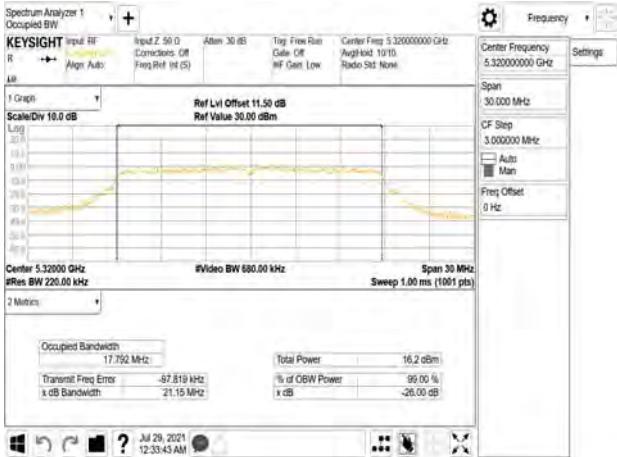 Spectrum Analyzer 1
Occupied BW
Frequency
KEYSIGHT
Input: RF
Input Z: 50 Ω
Atten: 30 dB
Trig: Free Run
Center Freq: 5.320000000 GHz
R
Corrections: Off
Gate: Off
Avg|Hold: 10/10
Align: Auto
Freq Ref: Int (S)
#IF Gain: Low
Radio Std: None
Center Frequency
5.320000000 GHz
Settings
Span
30.000 MHz
CF Step
3.000000 MHz
Auto
Man
Freq Offset
0 Hz
1 Graph
Ref Lvl Offset 11.50 dB
Scale/Div 10.0 dB
Ref Value 30.00 dBm
Log
Center 5.32000 GHz
#Video BW 680.00 kHz
Span 30 MHz
#Res BW 220.00 kHz
Sweep 1.00 ms (1001 pts)
2 Metrics
Occupied Bandwidth
17.792 MHz
Total Power
16.2 dBm
Transmit Freq Error
-97.819 kHz
% of OBW Power
99.00 %
x dB Bandwidth
21.15 MHz
x dB
-26.00 dB
?
Jul 29, 2021
12:33:43 AM